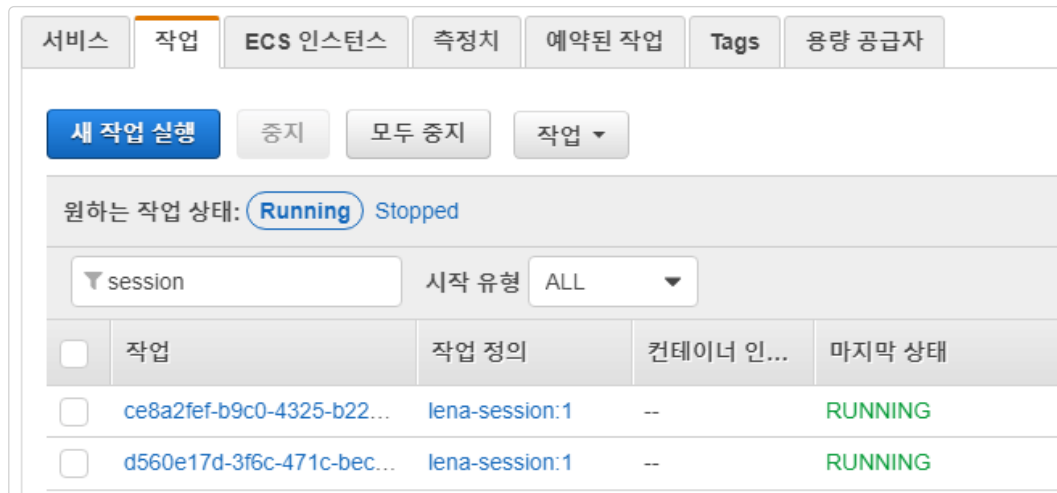 서비스 작업 ECS 인스턴스 측정치 예약된 작업 Tags 용량 공급자
새 작업 실행 중지 모두 중지 작업
원하는 작업 상태: Running Stopped
session 시작 유형 ALL
작업 작업 정의 컨테이너 인... 마지막 상태
ce8a2fef-b9c0-4325-b22... lena-session:1 -- RUNNING
d560e17d-3f6c-471c-bec... lena-session:1 -- RUNNING